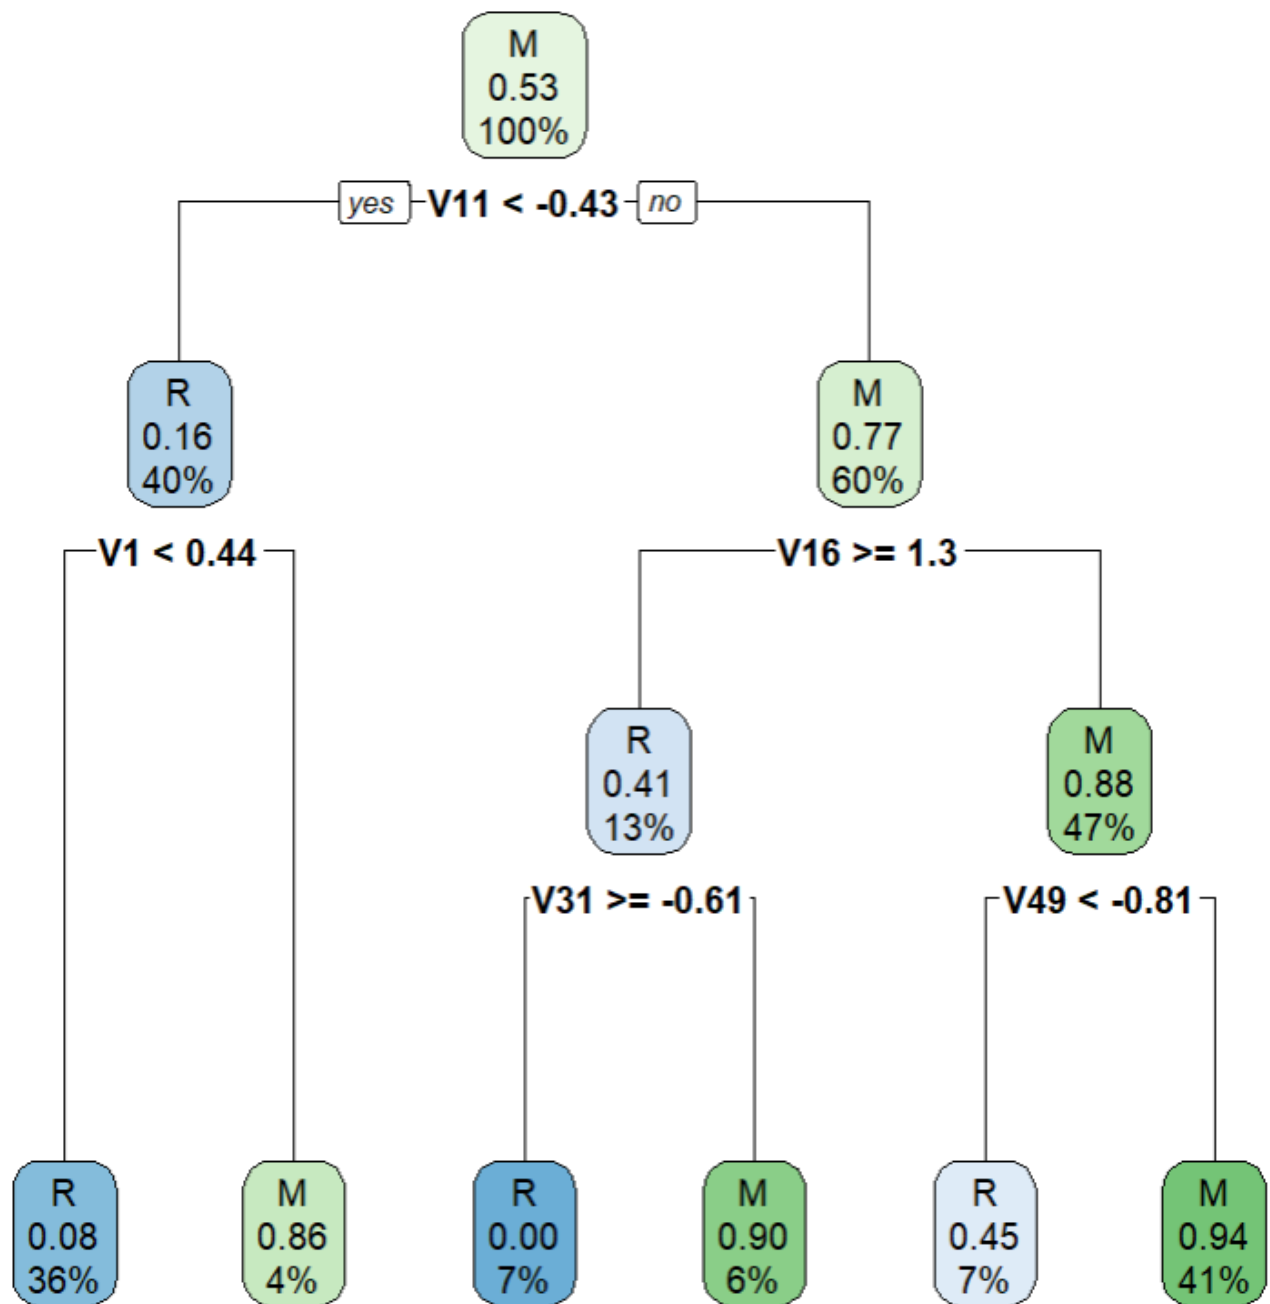 M
0.53
100%
yes V11 < -0.43 no
R
0.16
40%
M
0.77
60%
V1 < 0.44
V16 >= 1.3
R
0.41
13%
M
0.88
47%
V31 >= -0.61
V49 < -0.81
R
0.08
36%
M
0.86
4%
R
0.00
7%
M
0.90
6%
R
0.45
7%
M
0.94
41%